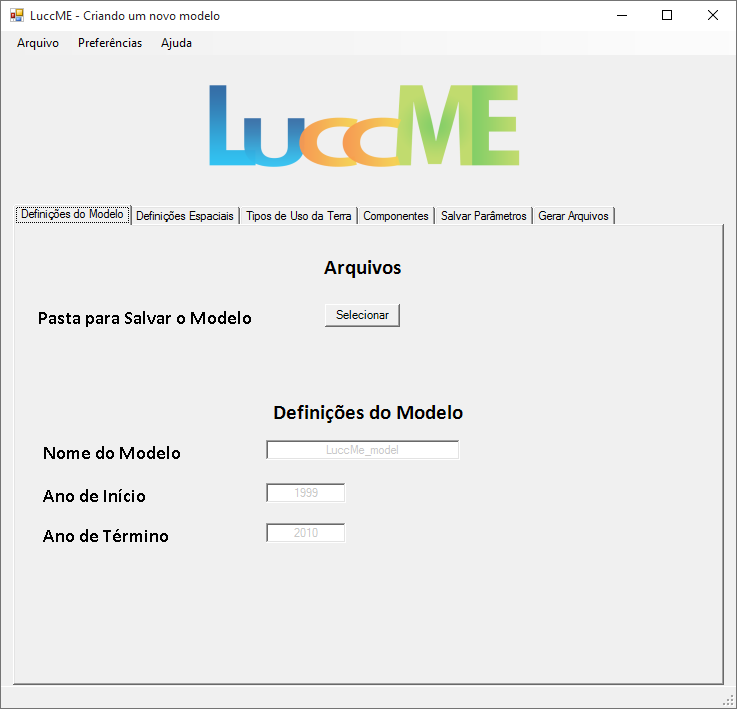 LuccME - Criando um novo modelo
Arquivo Preferências Ajuda
LuccME
Definições do Modelo Definições Espaciais Tipos de Uso da Terra Componentes Salvar Parâmetros Gerar Arquivos
Arquivos
Pasta para Salvar o Modelo Selecionar
Definições do Modelo
Nome do Modelo LuccMe_model
Ano de Início 1999
Ano de Término 2010